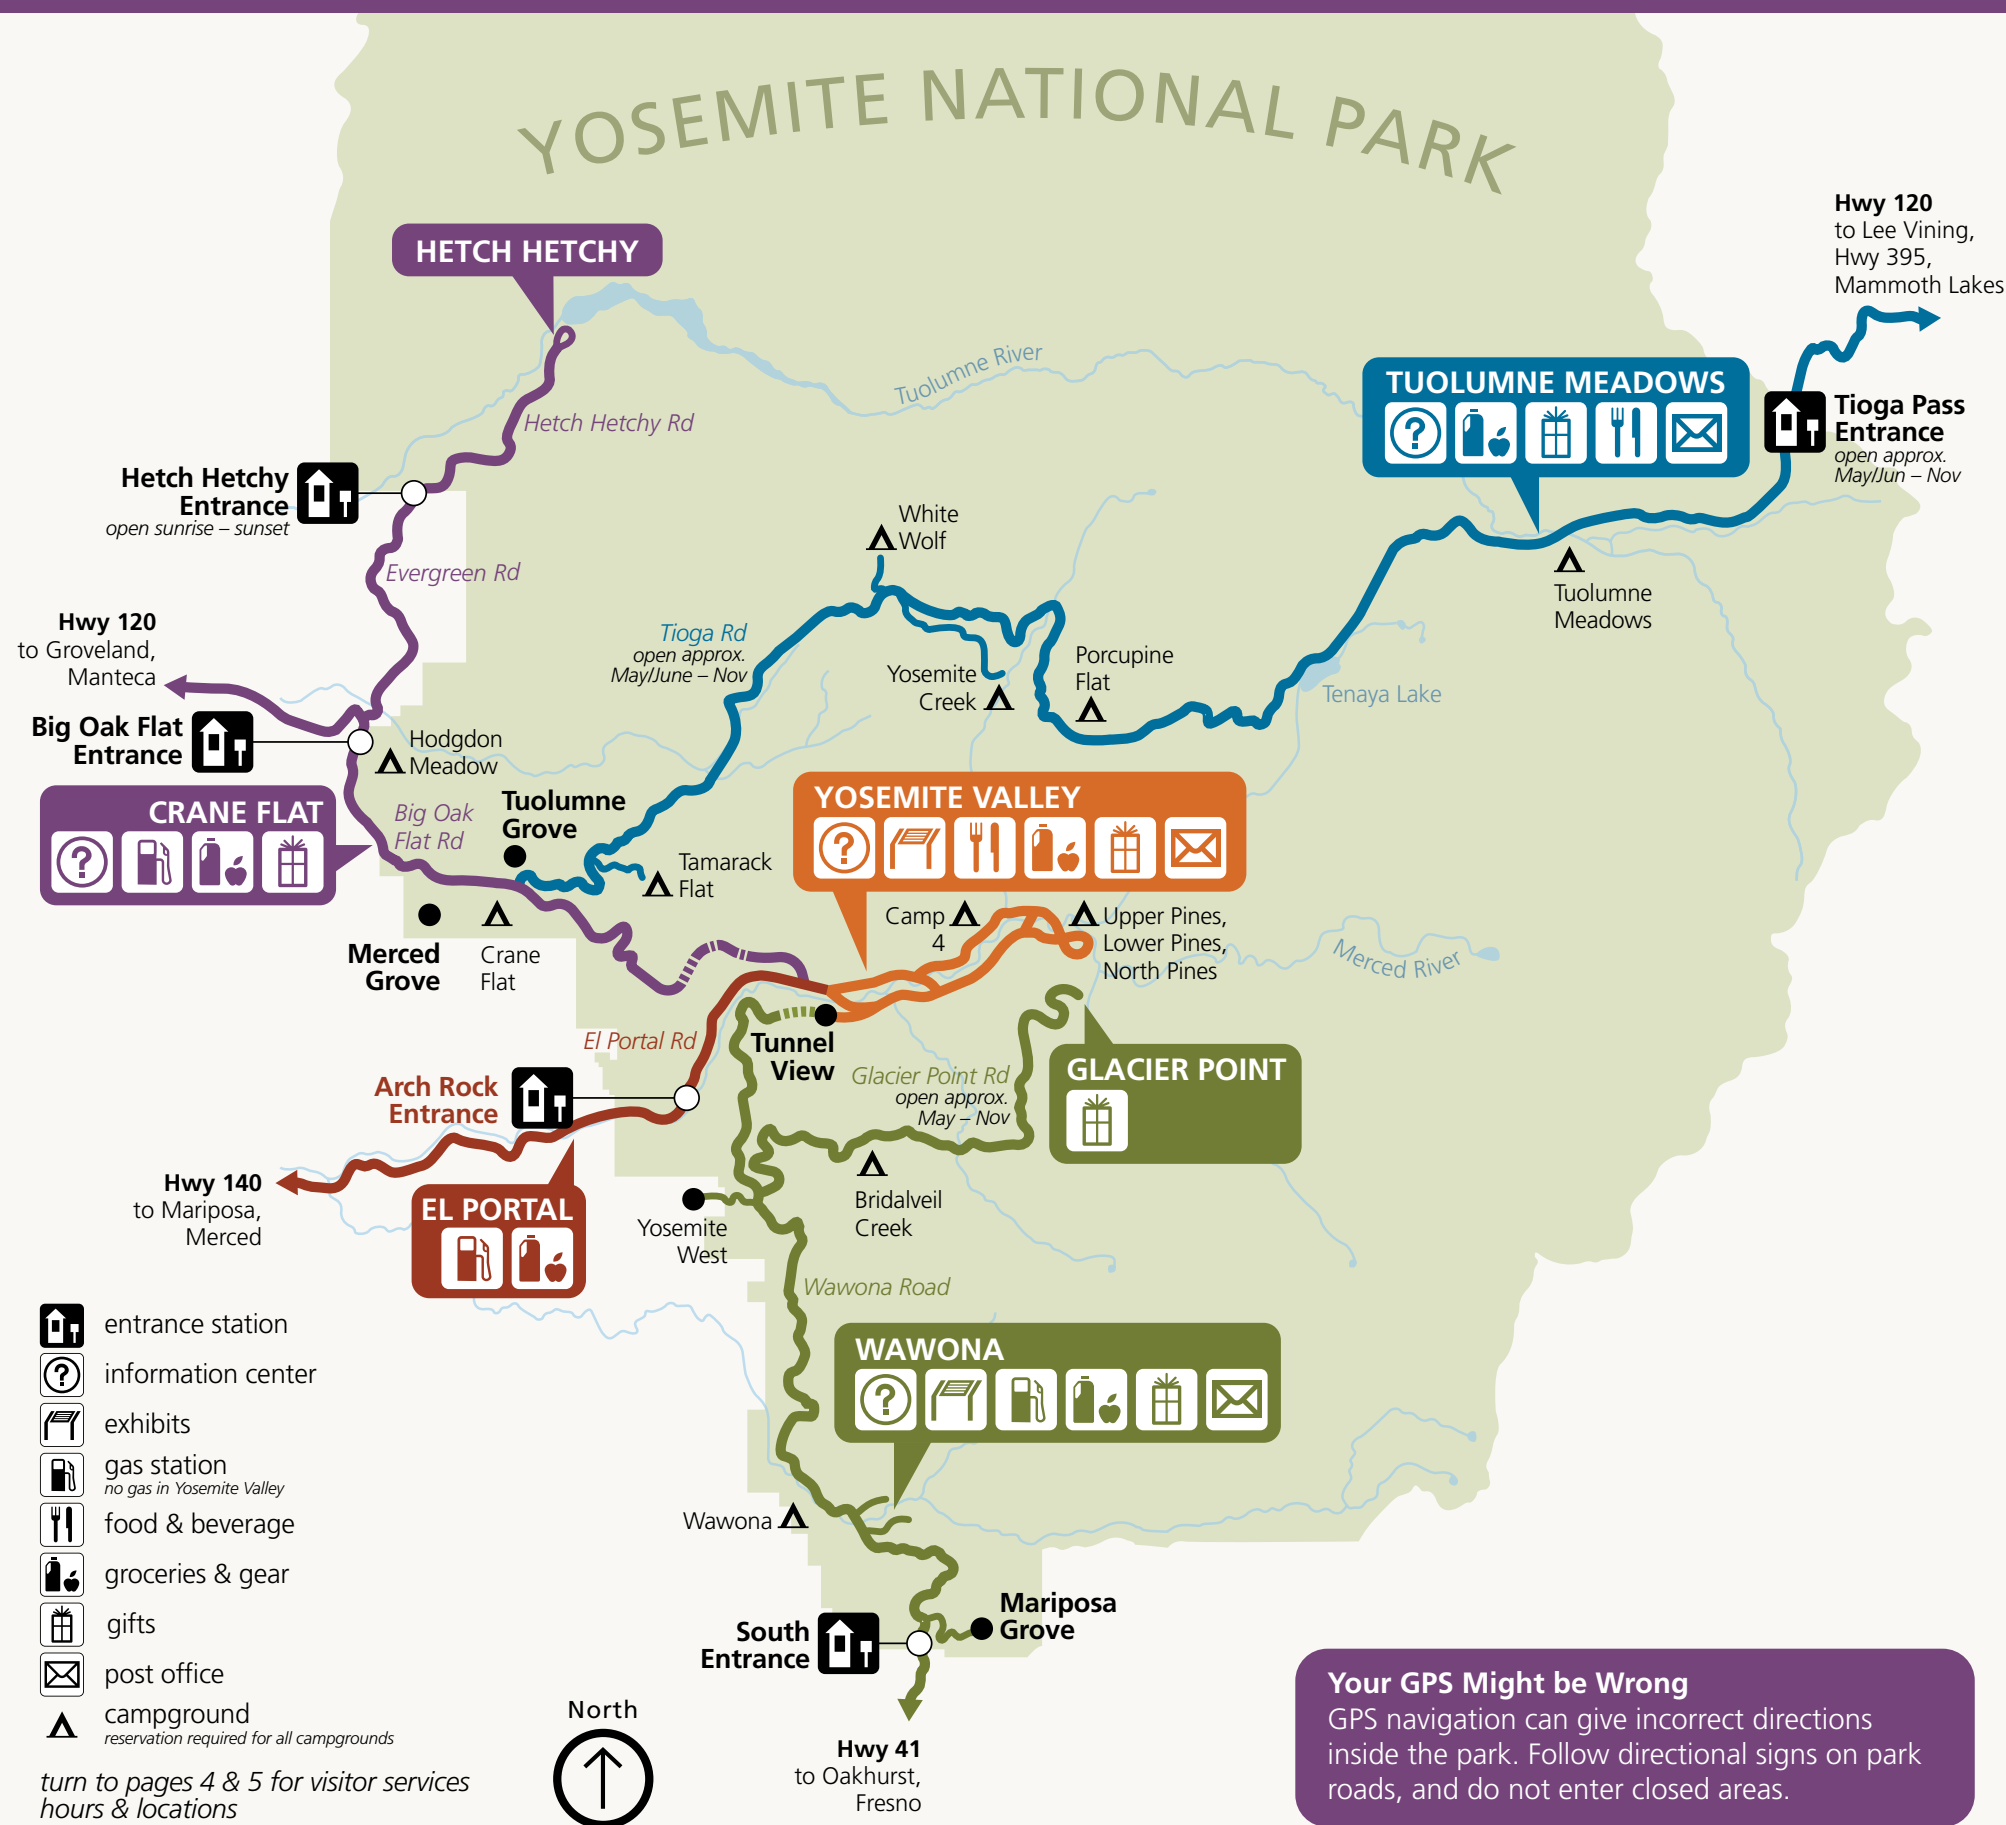 YOSEMITE NATIONAL PARK
Hwy 120
to Lee Vining,
Hwy 395,
Mammoth Lakes
HETCH HETCHY
Tuolumne River
TUOLUMNE MEADOWS
?
Tioga Pass
Entrance
open approx.
May/Jun – Nov
Hetch Hetchy Rd
Hetch Hetchy
Entrance
open sunrise – sunset
White
Wolf
Evergreen Rd
Tuolumne
Meadows
Hwy 120
to Groveland,
Manteca
Tioga Rd
open approx.
May/June – Nov
Yosemite
Creek
Porcupine
Flat
Tenaya Lake
Big Oak Flat
Entrance
Hodgdon
Meadow
CRANE FLAT
?
Big Oak
Flat Rd
Tuolumne
Grove
YOSEMITE VALLEY
?
Tamarack
Flat
Camp
4
Upper Pines,
Lower Pines,
North Pines
Merced
Grove
Crane
Flat
Merced River
El Portal Rd
Tunnel
View
Glacier Point Rd
open approx.
May – Nov
GLACIER POINT
Arch Rock
Entrance
Hwy 140
to Mariposa,
Merced
EL PORTAL
Yosemite
West
Bridalveil
Creek
Wawona Road
WAWONA
?
entrance station
? information center
exhibits
gas station
no gas in Yosemite Valley
food & beverage
groceries & gear
gifts
post office
campground
reservation required for all campgrounds
turn to pages 4 & 5 for visitor services
hours & locations
Wawona
Mariposa
Grove
South
Entrance
North
Hwy 41
to Oakhurst,
Fresno
Your GPS Might be Wrong
GPS navigation can give incorrect directions
inside the park. Follow directional signs on park
roads, and do not enter closed areas.